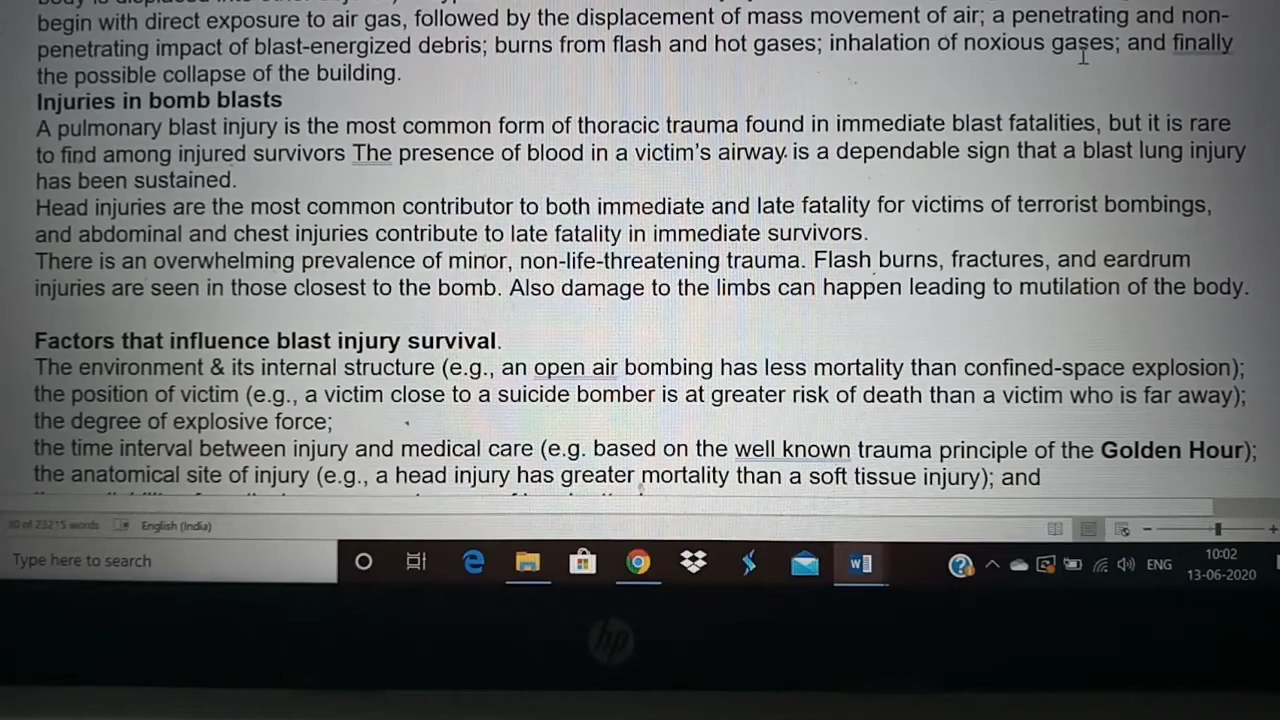 begin with direct exposure to air gas, followed by the displacement of mass movement of air; a penetrating and non-
penetrating impact of blast-energized debris; burns from flash and hot gases; inhalation of noxious gases; and finally
the possible collapse of the building.
Injuries in bomb blasts
A pulmonary blast injury is the most common form of thoracic trauma found in immediate blast fatalities, but it is rare
to find among injured survivors The presence of blood in a victim's airway is a dependable sign that a blast lung injury
has been sustained.
Head injuries are the most common contributor to both immediate and late fatality for victims of terrorist bombings,
and abdominal and chest injuries contribute to late fatality in immediate survivors.
There is an overwhelming prevalence of minor, non-life-threatening trauma. Flash burns, fractures, and eardrum
injuries are seen in those closest to the bomb. Also damage to the limbs can happen leading to mutilation of the body.
Factors that influence blast injury survival.
The environment & its internal structure (e.g., an open air bombing has less mortality than confined-space explosion);
the position of victim (e.g., a victim close to a suicide bomber is at greater risk of death than a victim who is far away);
the degree of explosive force;
the time interval between injury and medical care (e.g. based on the well known trauma principle of the Golden Hour);
the anatomical site of injury (e.g., a head injury has greater mortality than a soft tissue injury); and
of 23215 words English (India)
Type here to search
W
ENG
10:02
13-06-2020
hp